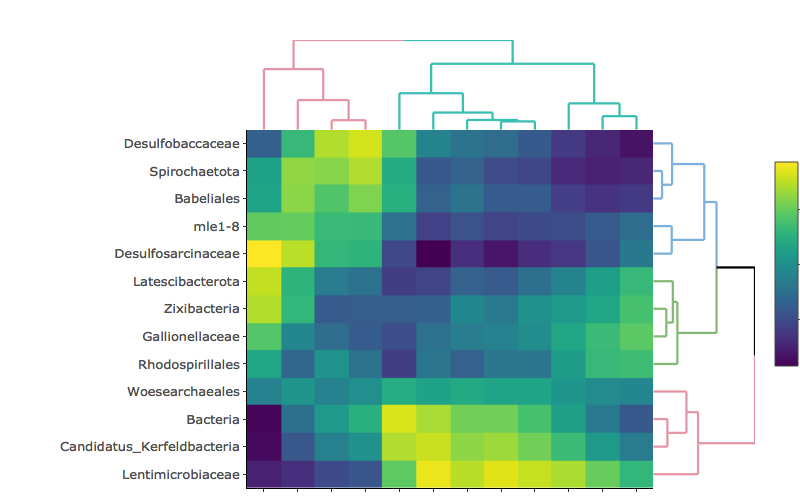 Desulfobaccaceae
Spirochaetota
Babeliales
mle1-8
Desulfosarcinaceae
Latescibacterota
Zixibacteria
Gallionellaceae
Rhodospirillales
Woesearchaeales
Bacteria
Candidatus_Kerfeldbacteria
Lentimicrobiaceae